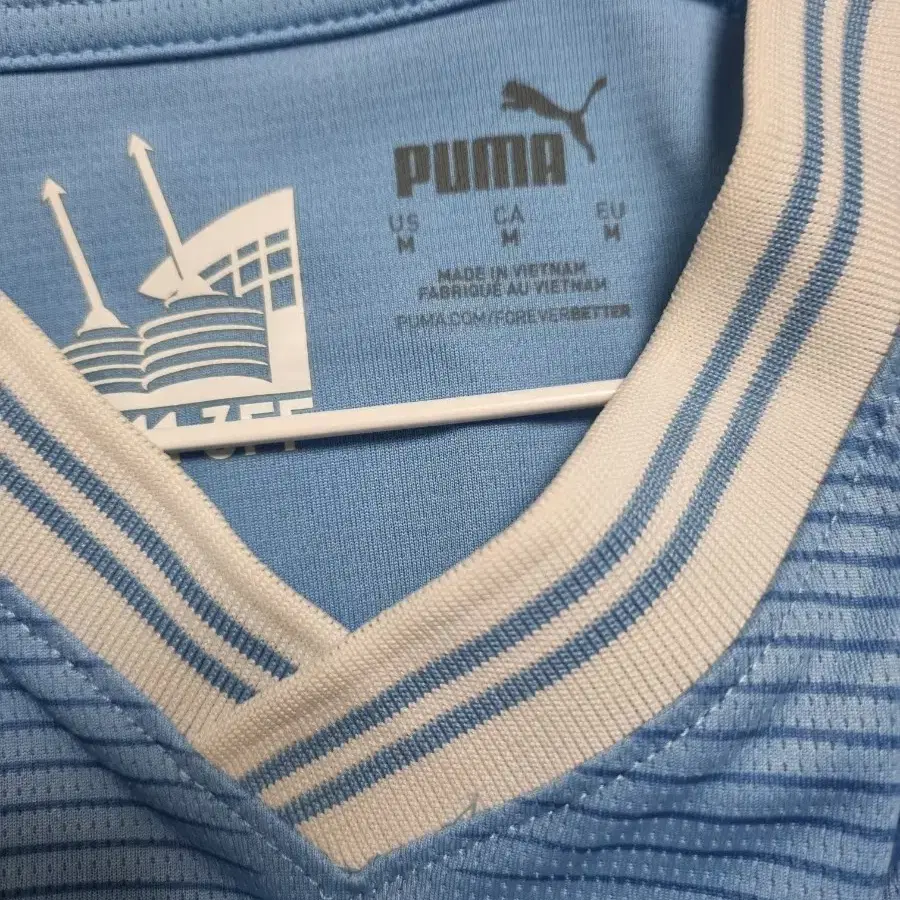 PUMA
US CA EU
M M M
MADE IN VIETNAM
FABRIQUÉ AU VIETNAM
PUMA.COM/FOREVERBETTER